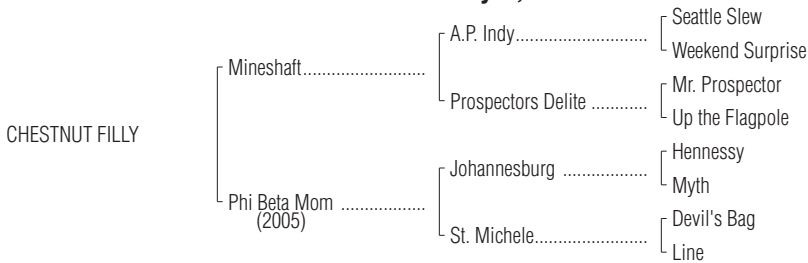 Seattle Slew
A.P. Indy..............................
Weekend Surprise
Mineshaft............................
Mr. Prospector
Prospectors Delite ..................
Up the Flagpole
CHESTNUT FILLY
Hennessy
Johannesburg ...................
Myth
Phi Beta Mom ...................
(2005)
Devil's Bag
St. Michele..........................
Line